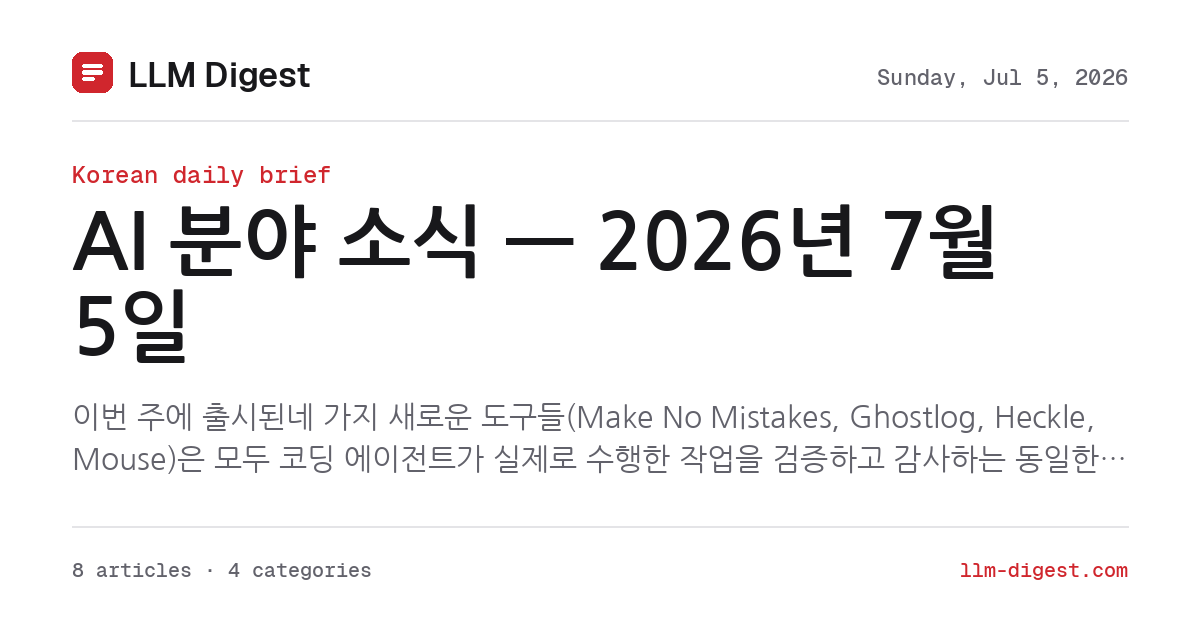 LLM Digest
Sunday, Jul 5, 2026
Korean daily brief
AI 분야 소식 — 2026년 7월
5일
이번 주에 출시된네 가지 새로운 도구들(Make No Mistakes, Ghostlog, Heckle,
Mouse)은 모두 코딩 에이전트가 실제로 수행한 작업을 검증하고 감사하는 동일한…
8 articles · 4 categories
llm-digest.com